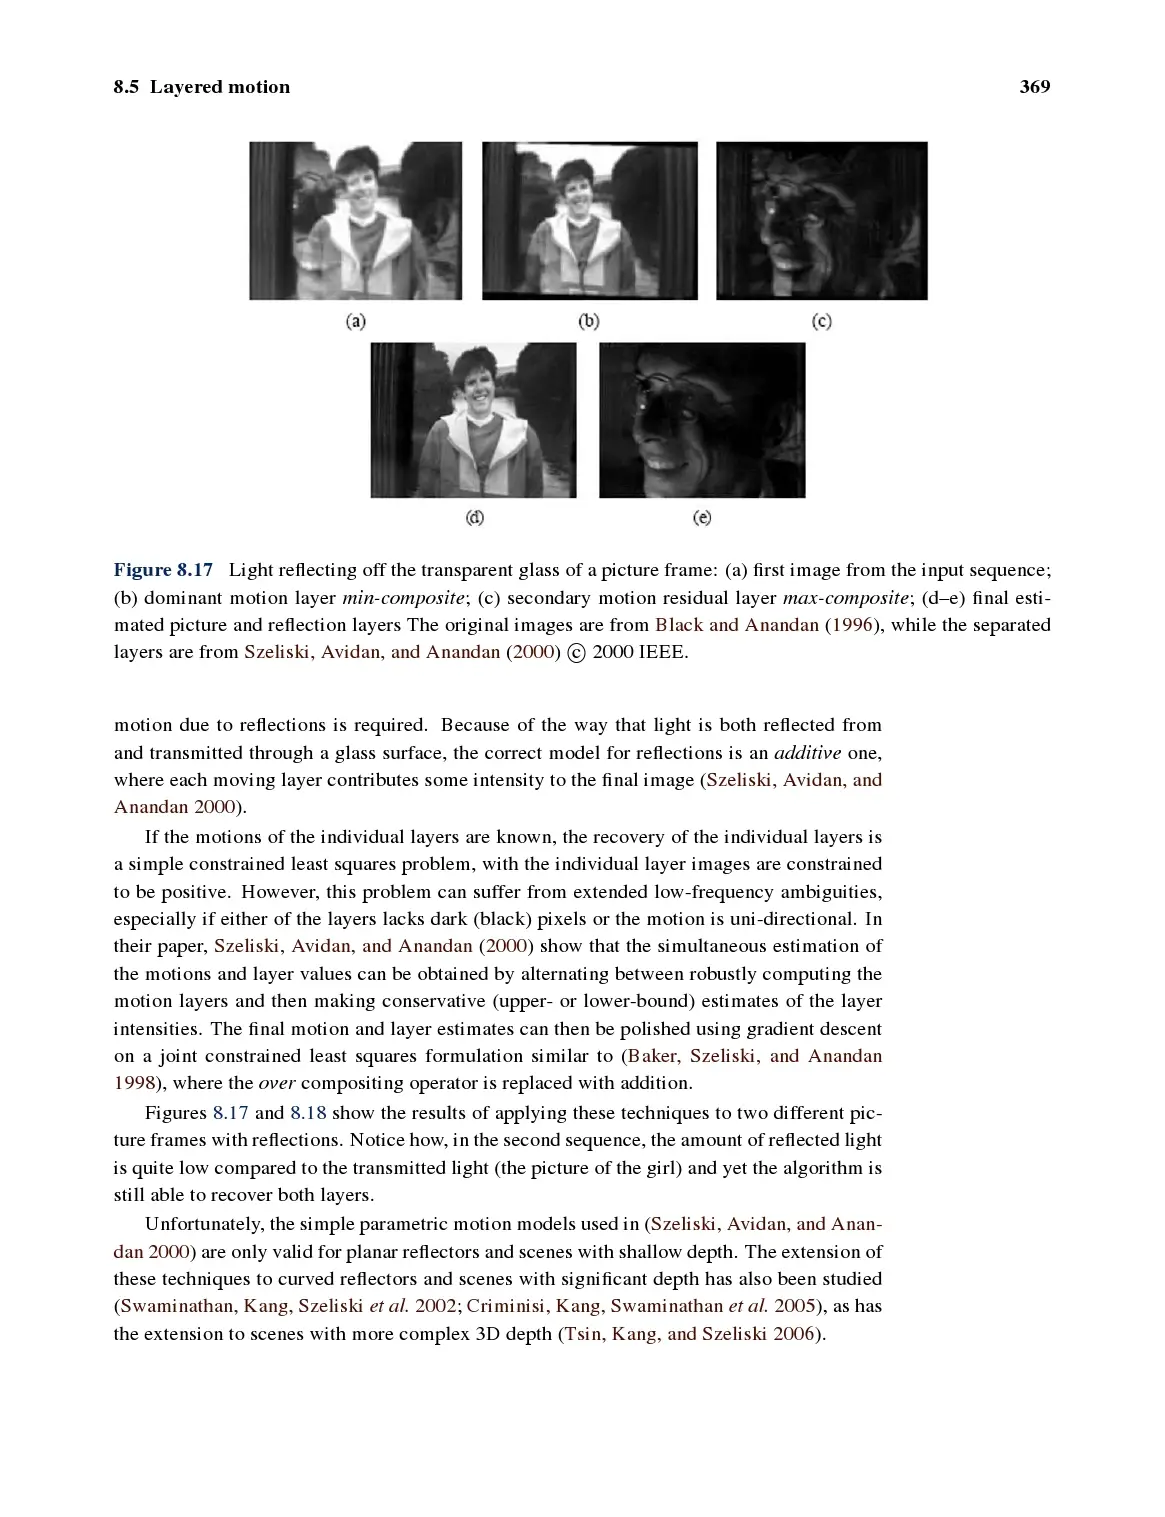 8.5 Layered motion 369
(a) (b) (c)
(d) (e)
Figure 8.17 Light reflecting off the transparent glass of a picture frame: (a) first image from the input sequence;
(b) dominant motion layer min-composite; (c) secondary motion residual layer max-composite; (d–e) final esti-
mated picture and reflection layers The original images are from Black and Anandan (1996), while the separated
layers are from Szeliski, Avidan, and Anandan (2000) © 2000 IEEE.
motion due to reflections is required. Because of the way that light is both reflected from
and transmitted through a glass surface, the correct model for reflections is an additive one,
where each moving layer contributes some intensity to the final image (Szeliski, Avidan, and
Anandan 2000).
If the motions of the individual layers are known, the recovery of the individual layers is
a simple constrained least squares problem, with the individual layer images are constrained
to be positive. However, this problem can suffer from extended low-frequency ambiguities,
especially if either of the layers lacks dark (black) pixels or the motion is uni-directional. In
their paper, Szeliski, Avidan, and Anandan (2000) show that the simultaneous estimation of
the motions and layer values can be obtained by alternating between robustly computing the
motion layers and then making conservative (upper- or lower-bound) estimates of the layer
intensities. The final motion and layer estimates can then be polished using gradient descent
on a joint constrained least squares formulation similar to (Baker, Szeliski, and Anandan
1998), where the over compositing operator is replaced with addition.
Figures 8.17 and 8.18 show the results of applying these techniques to two different pic-
ture frames with reflections. Notice how, in the second sequence, the amount of reflected light
is quite low compared to the transmitted light (the picture of the girl) and yet the algorithm is
still able to recover both layers.
Unfortunately, the simple parametric motion models used in (Szeliski, Avidan, and Anan-
dan 2000) are only valid for planar reflectors and scenes with shallow depth. The extension of
these techniques to curved reflectors and scenes with significant depth has also been studied
(Swaminathan, Kang, Szeliski et al. 2002; Criminisi, Kang, Swaminathan et al. 2005), as has
the extension to scenes with more complex 3D depth (Tsin, Kang, and Szeliski 2006).